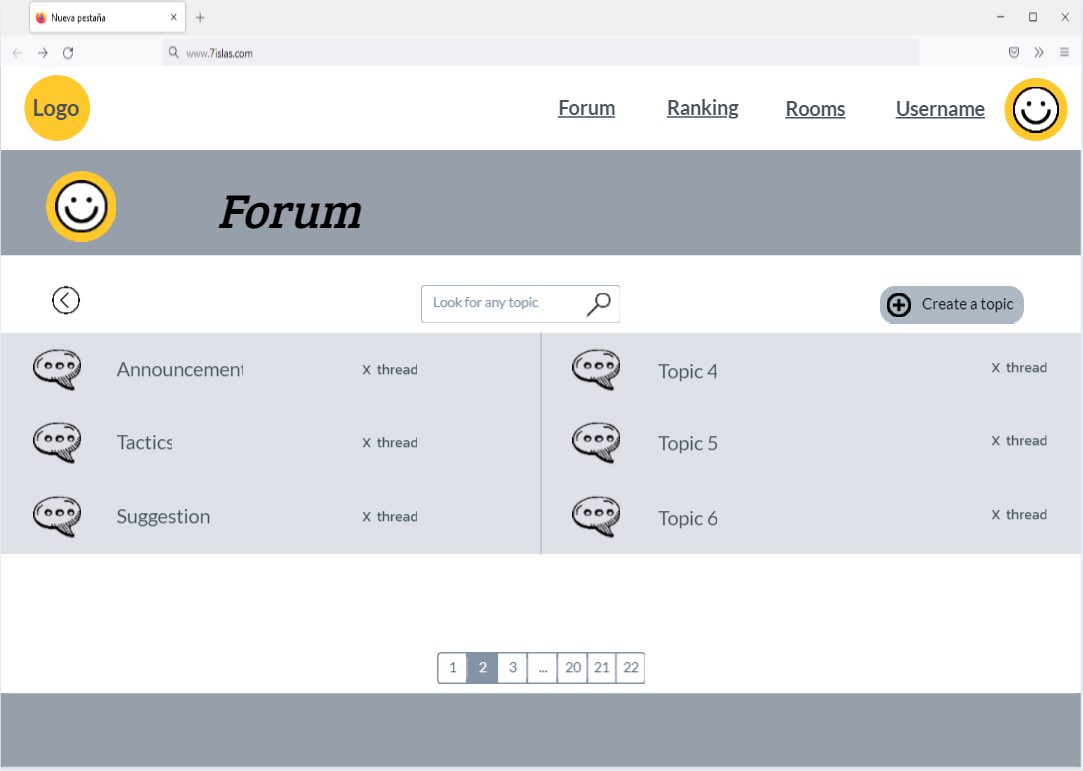 Nueva pestaña
www.7islas.com
Logo
Forum
Ranking
Rooms
Username
Forum
Look for any topic
Create a topic
Announcement
X thread
Topic 4
X thread
Tactics
X thread
Topic 5
X thread
Suggestion
X thread
Topic 6
X thread
1 2 3 ... 20 21 22